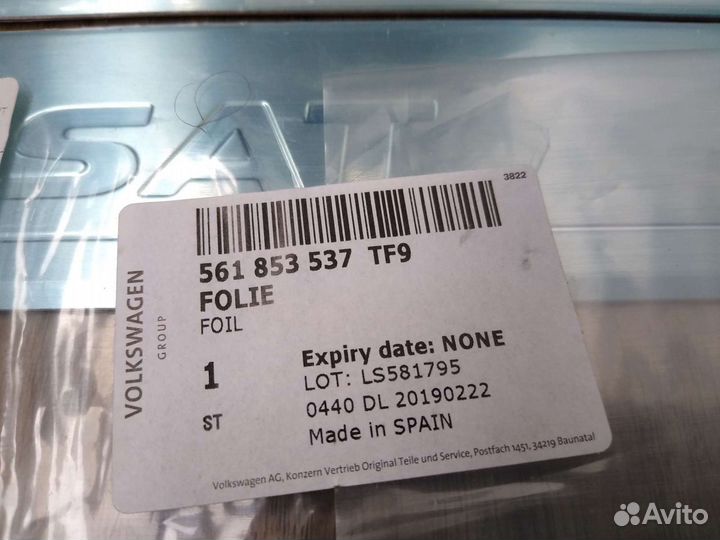 SAT
3822
561 853 537 TF9
FOLIE
FOIL
VOLKSWAGEN
GROUP
1
ST
Expiry date: NONE
LOT: LS581795
0440 DL 20190222
Made in SPAIN
Volkswagen AG, Konzern Vertrieb Original Teile und Service, Postfach 1451, 34219 Baunatal
Avito